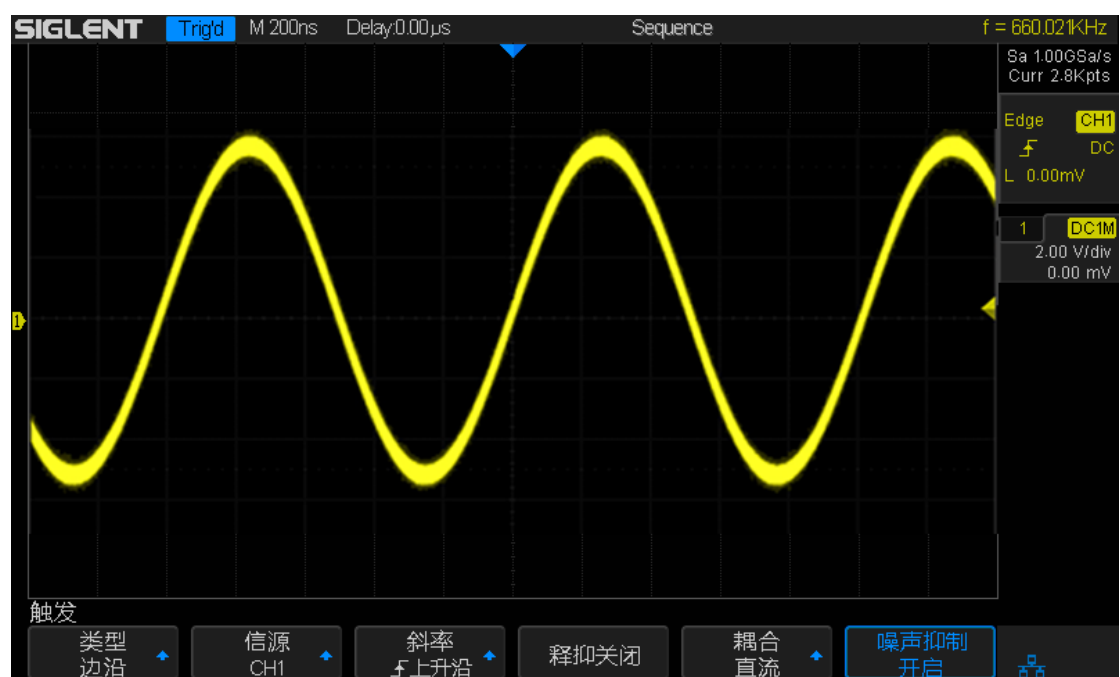 SIGLENT Trig'd M 200ns Delay:0.00µs Sequence f = 660.021KHz
Sa 1.00GSa/s
Curr 2.8Kpts
Edge CH1
DC
L 0.00mV
1 DC1M
2.00 V/div
0.00 mV
1
触发
类型 信源 斜率 释抑关闭 耦合 噪声抑制
边沿 CH1 上升沿 直流 开启